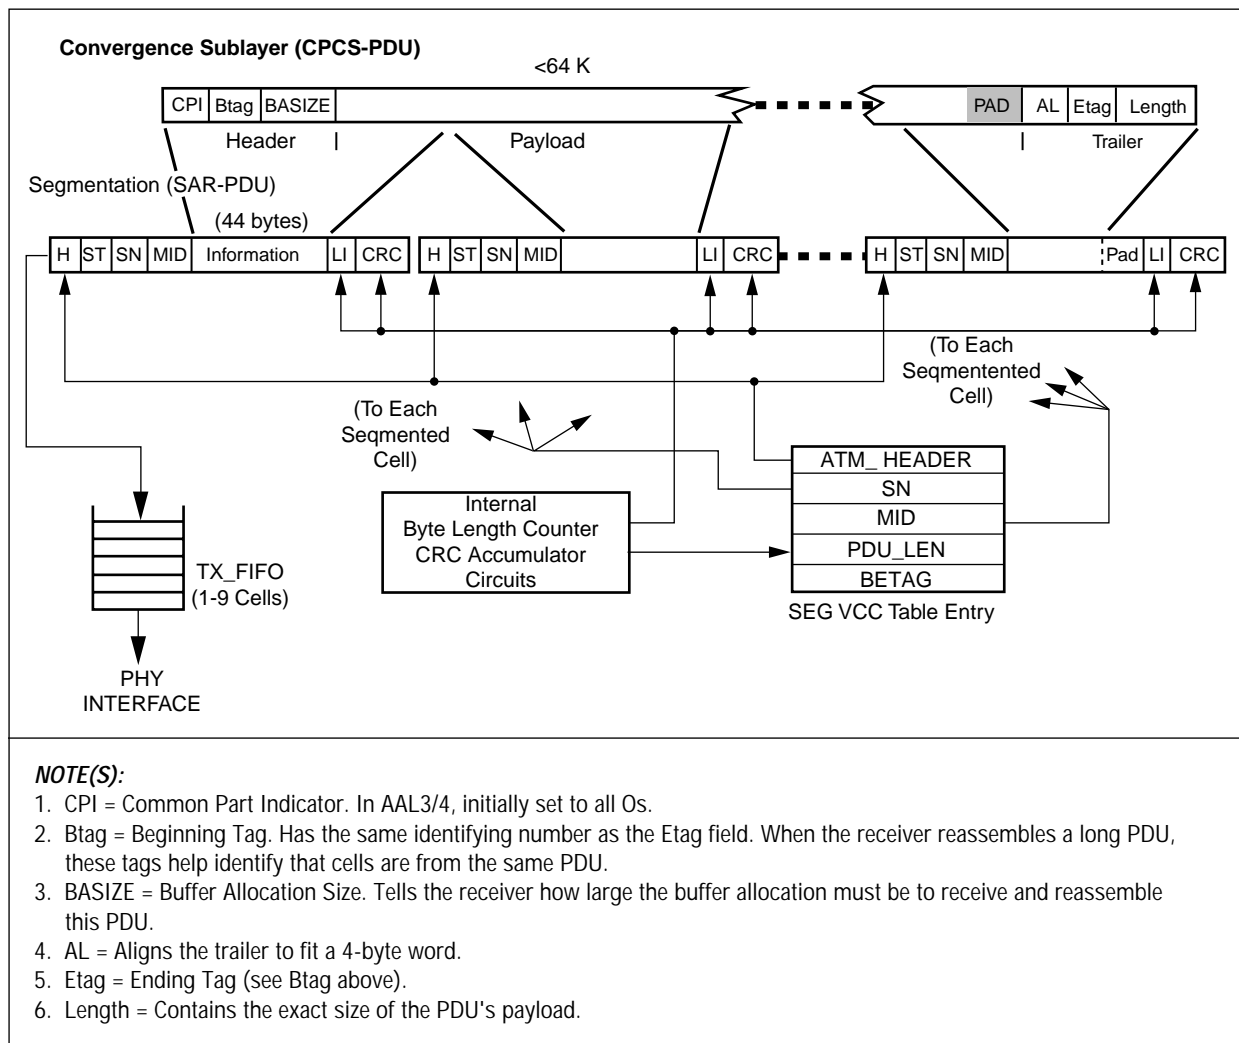 Convergence Sublayer (CPCS-PDU)
<64 K
CPI Btag BASIZE PAD AL Etag Length
Header | Payload | Trailer
Segmentation (SAR-PDU)
(44 bytes)
H ST SN MID Information LI CRC H ST SN MID LI CRC H ST SN MID Pad LI CRC
(To Each
Seqmentented
Cell)
(To Each
Seqmented
Cell)
ATM_ HEADER
SN
MID
PDU_LEN
BETAG
SEG VCC Table Entry
Internal
Byte Length Counter
CRC Accumulator
Circuits
TX_FIFO
(1-9 Cells)
PHY
INTERFACE
NOTE(S):
1. CPI = Common Part Indicator. In AAL3/4, initially set to all Os.
2. Btag = Beginning Tag. Has the same identifying number as the Etag field. When the receiver reassembles a long PDU,
these tags help identify that cells are from the same PDU.
3. BASIZE = Buffer Allocation Size. Tells the receiver how large the buffer allocation must be to receive and reassemble
this PDU.
4. AL = Aligns the trailer to fit a 4-byte word.
5. Etag = Ending Tag (see Btag above).
6. Length = Contains the exact size of the PDU's payload.